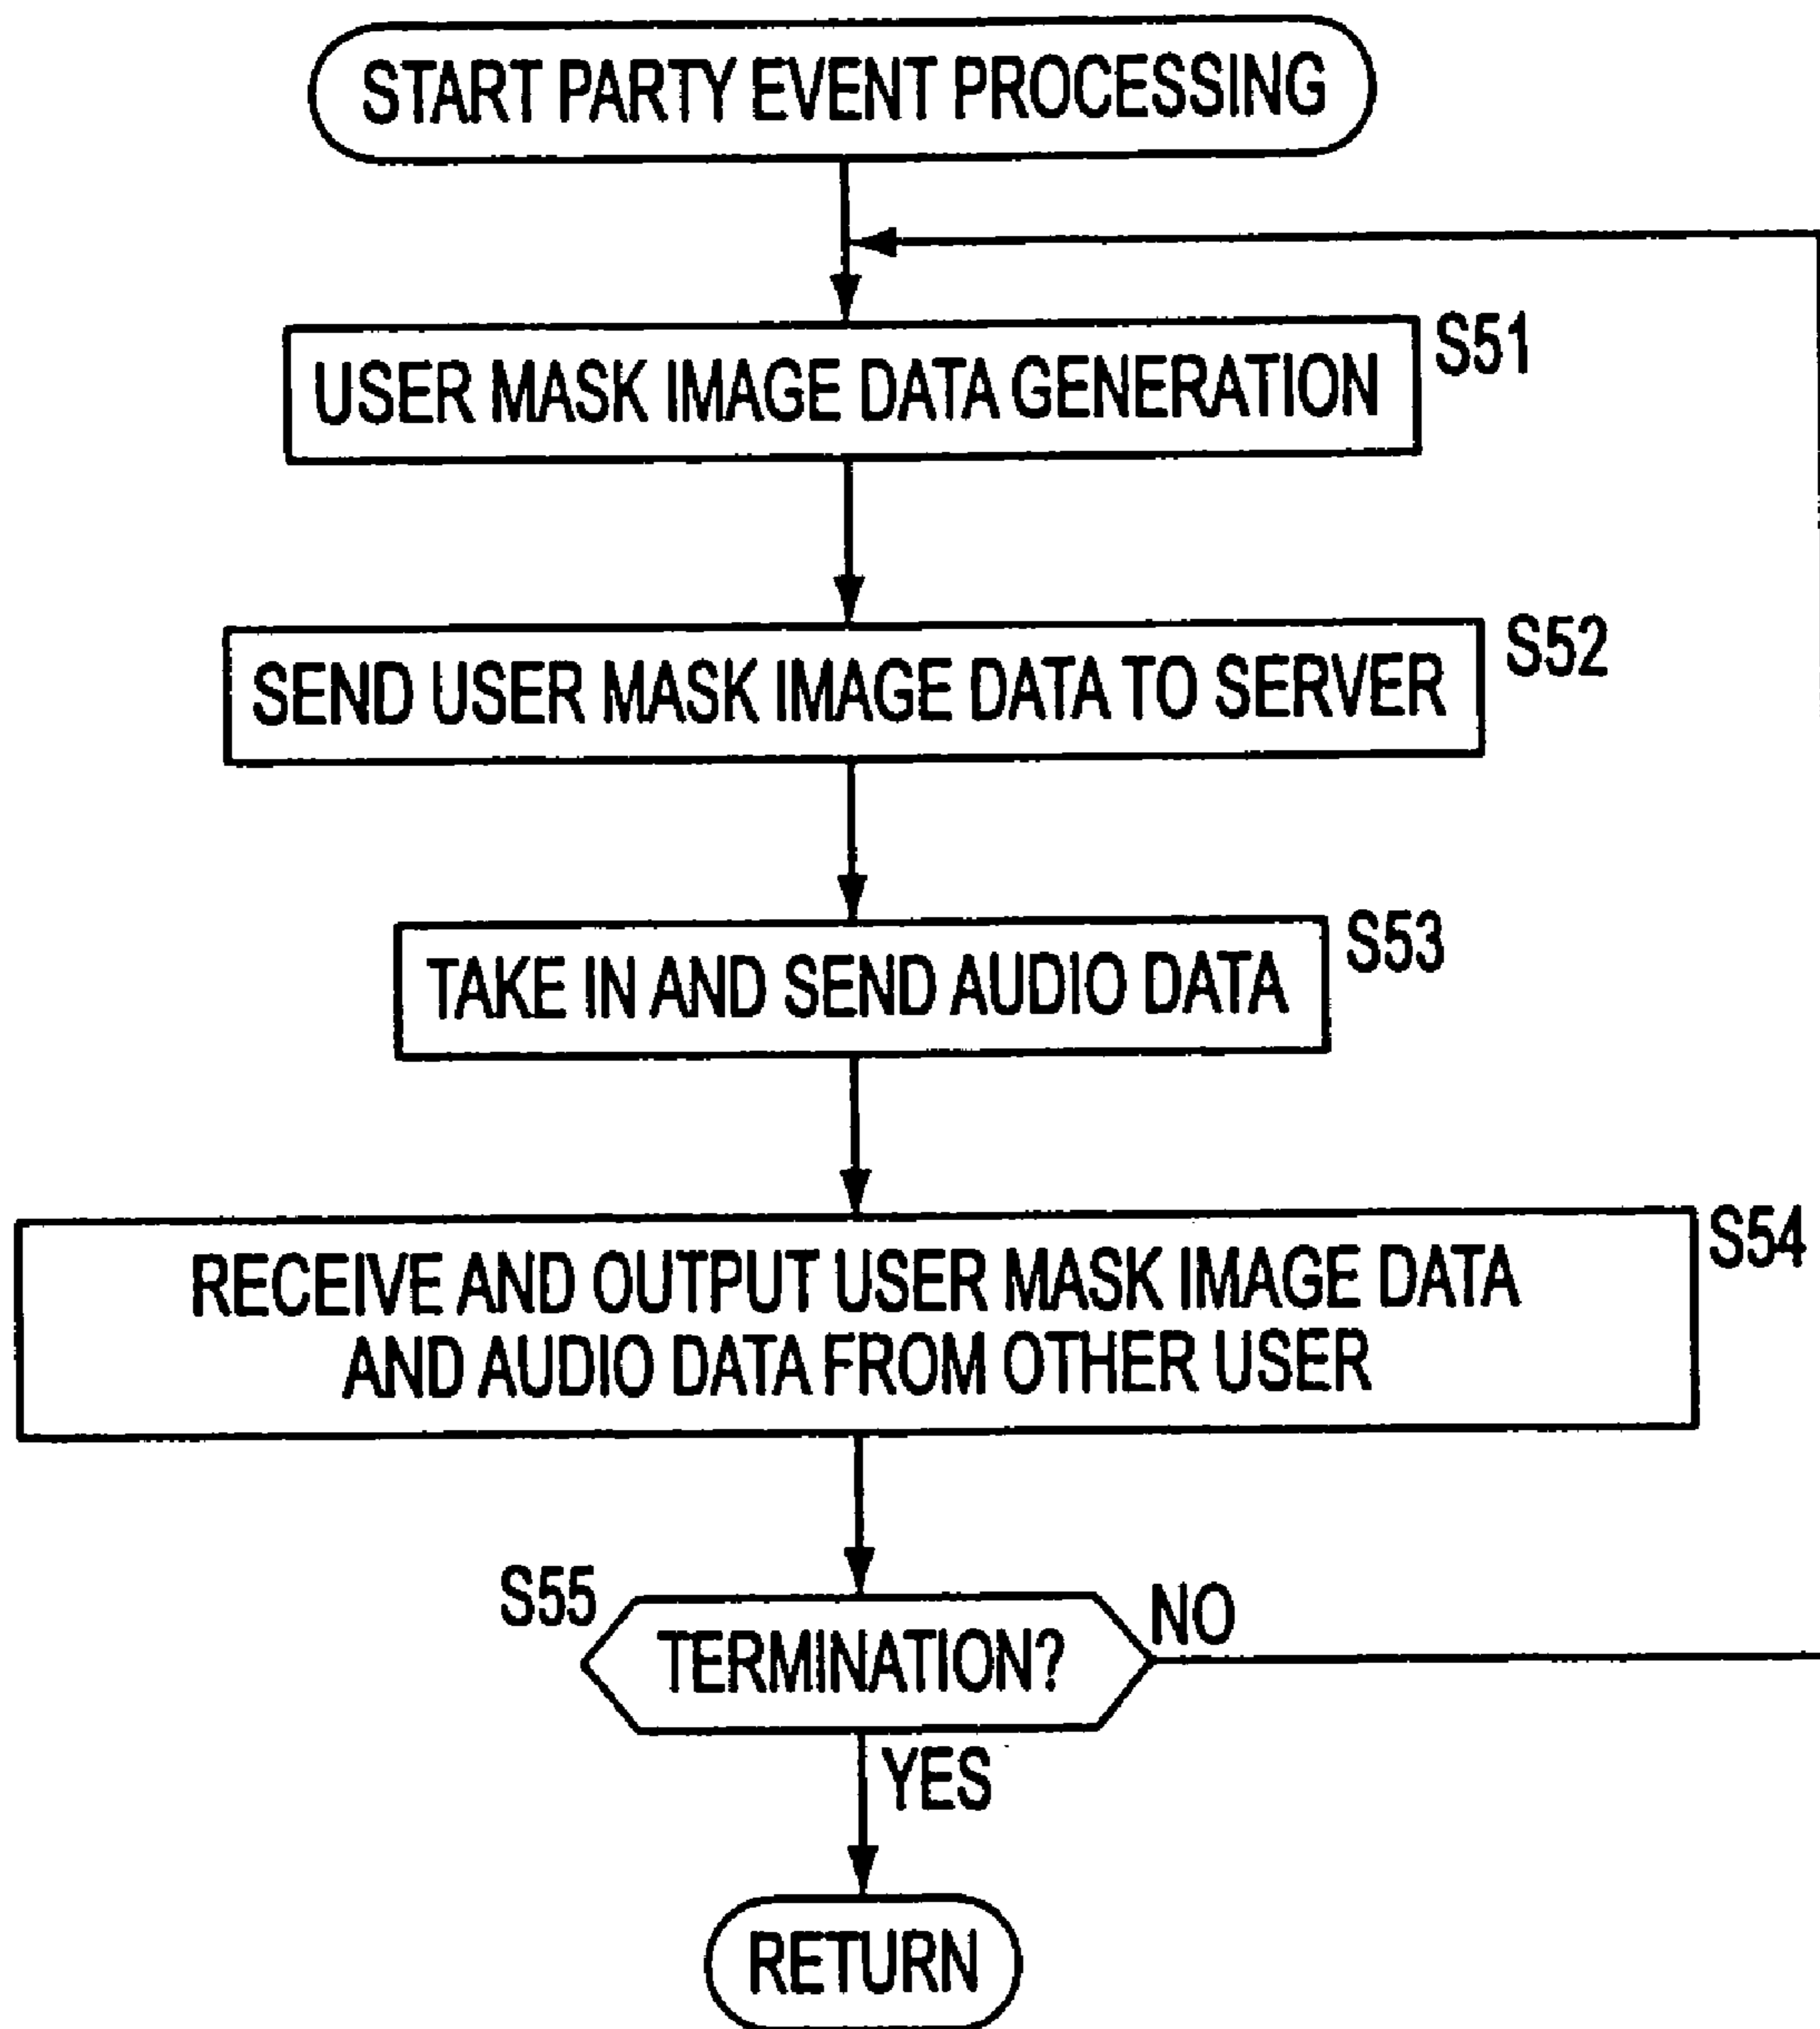 START PARTY EVENT PROCESSING
S51
USER MASK IMAGE DATA GENERATION
S52
SEND USER MASK IMAGE DATA TO SERVER
S53
TAKE IN AND SEND AUDIO DATA
S54
RECEIVE AND OUTPUT USER MASK IMAGE DATA
AND AUDIO DATA FROM OTHER USER
S55
TERMINATION?
NO
YES
RETURN